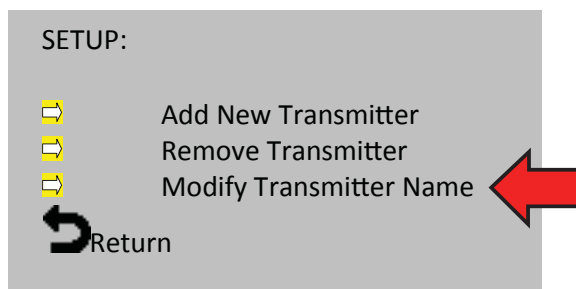 SETUP:
Add New Transmitter
Remove Transmitter
Modify Transmitter Name
Return